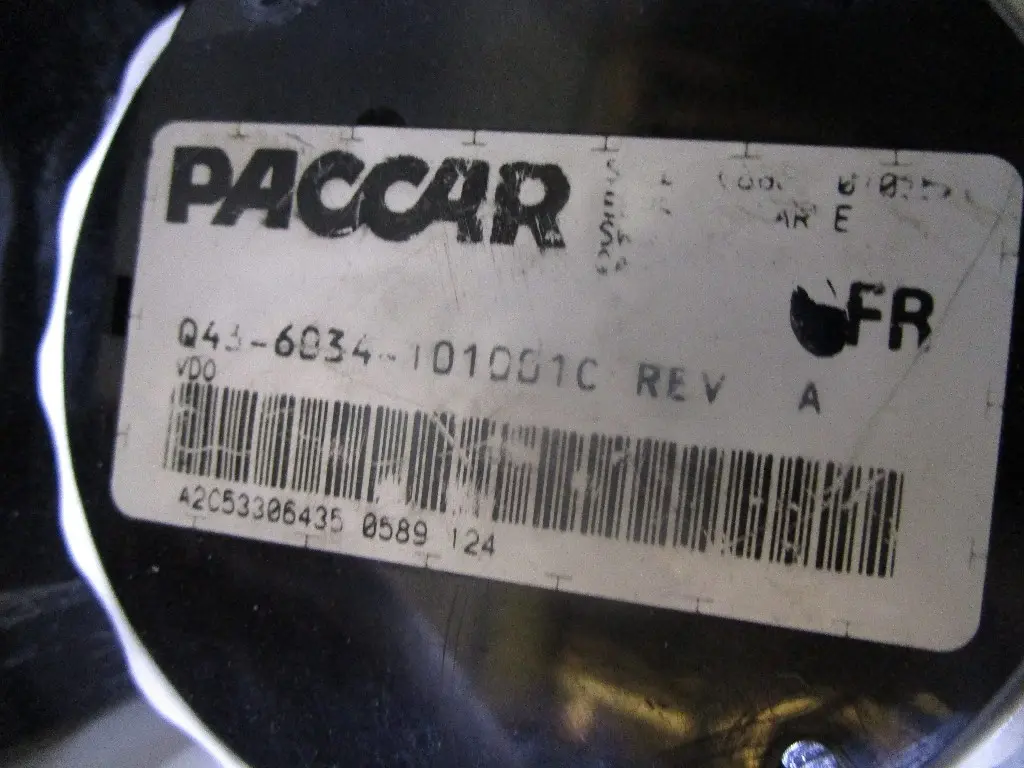 PACCAR
FR
Q43-6034-101001C REV A
VDO
A2C53306435 0589 124